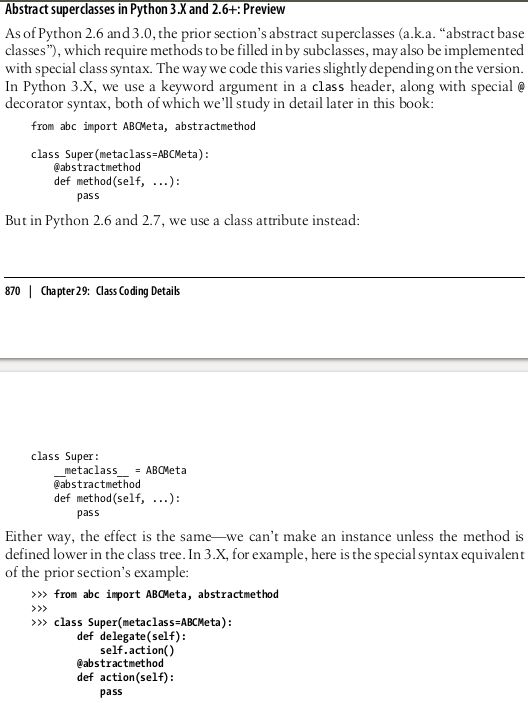 Abstract superclasses in Python 3.X and 2.6+: Preview
As of Python 2.6 and 3.0, the prior section's abstract superclasses (a.k.a. “abstract base
classes”), which require methods to be filled in by subclasses, may also be implemented
with special class syntax. The way we code this varies slightly depending on the version.
In Python 3.X, we use a keyword argument in a class header, along with special @
decorator syntax, both of which we’ll study in detail later in this book:
from abc import ABCMeta, abstractmethod
class Super(metaclass=ABCMeta):
    @abstractmethod
    def method(self, ...):
        pass
But in Python 2.6 and 2.7, we use a class attribute instead:
870 | Chapter 29: Class Coding Details
class Super:
    __metaclass__ = ABCMeta
    @abstractmethod
    def method(self, ...):
        pass
Either way, the effect is the same—we can’t make an instance unless the method is
defined lower in the class tree. In 3.X, for example, here is the special syntax equivalent
of the prior section’s example:
>>> from abc import ABCMeta, abstractmethod
>>>
>>> class Super(metaclass=ABCMeta):
        def delegate(self):
            self.action()
        @abstractmethod
        def action(self):
            pass